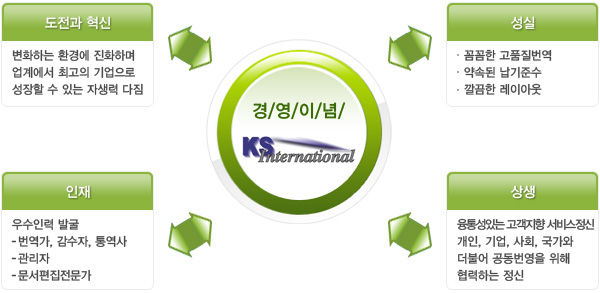 도전과 혁신
변화하는 환경에 진화하며
업계에서 최고의 기업으로
성장할 수 있는 자생력 다짐
성실
· 꼼꼼한 고품질번역
· 약속된 납기준수
· 깔끔한 레이아웃
경/영/이/념/
KS
International
인재
우수인력 발굴
- 번역가, 감수자, 통역사
- 관리자
- 문서편집전문가
상생
융통성있는 고객지향 서비스정신
개인, 기업, 사회, 국가와
더불어 공동번영을 위해
협력하는 정신